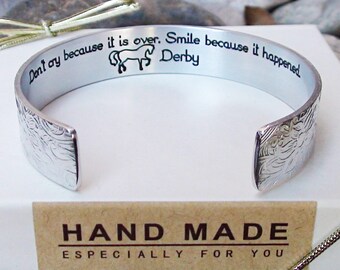 Don't cry because it is over. Smile because it happened.
Derby
HAND MADE
ESPECIALLY FOR YOU